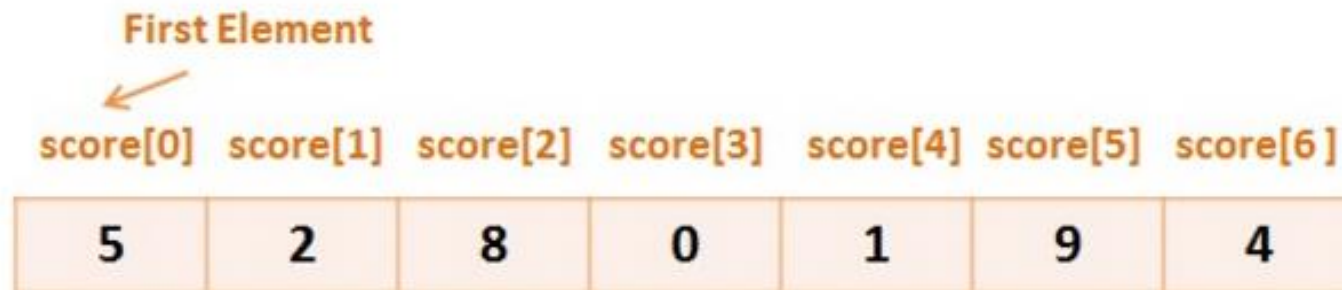 First Element
score[0] score[1] score[2] score[3] score[4] score[5] score[6]
5 2 8 0 1 9 4